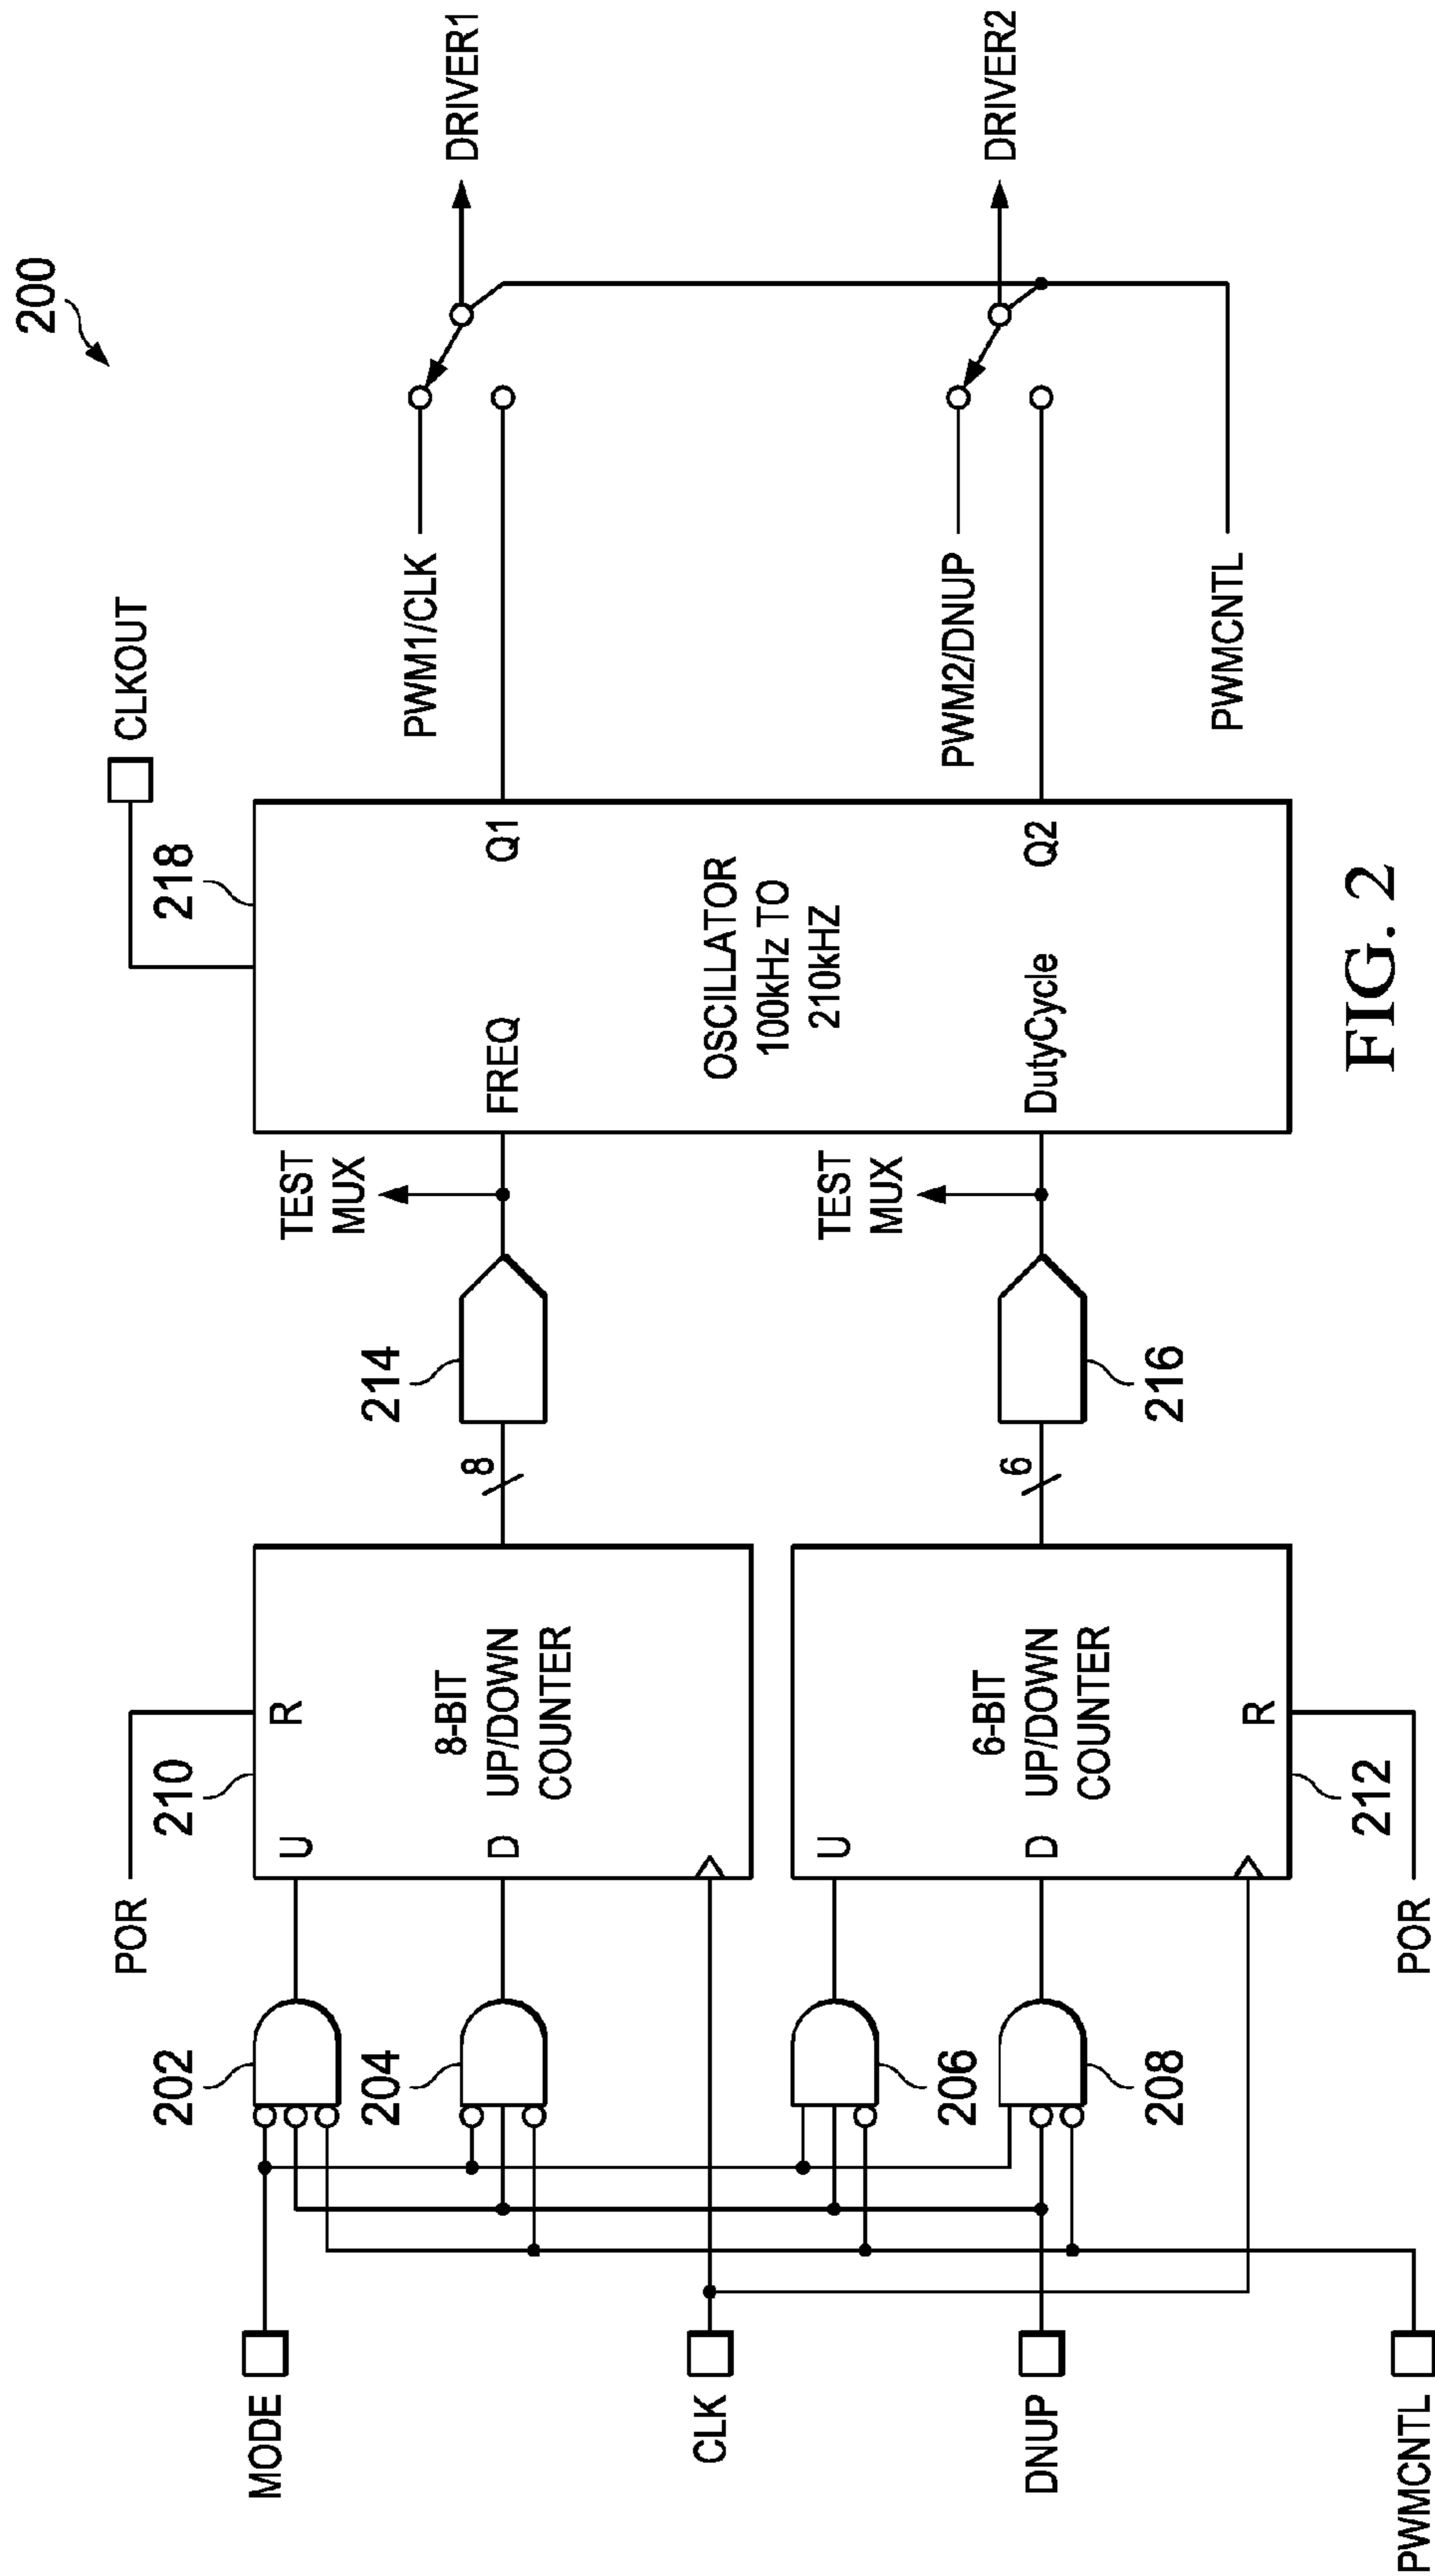 200
CLKOUT
218
DRIVER1
PWM1/CLK
DRIVER2
PWM2/DNUP
PWMCNTL
Q1
Q2
OSCILLATOR
100kHz TO
210kHZ
FREQ
DutyCycle
TEST
MUX
TEST
MUX
214
216
8
6
POR
210
R
U
D
8-BIT
UP/DOWN
COUNTER
U
D
6-BIT
UP/DOWN
COUNTER
R
212
POR
202
204
206
208
MODE
CLK
DNUP
PWMCNTL
FIG. 2